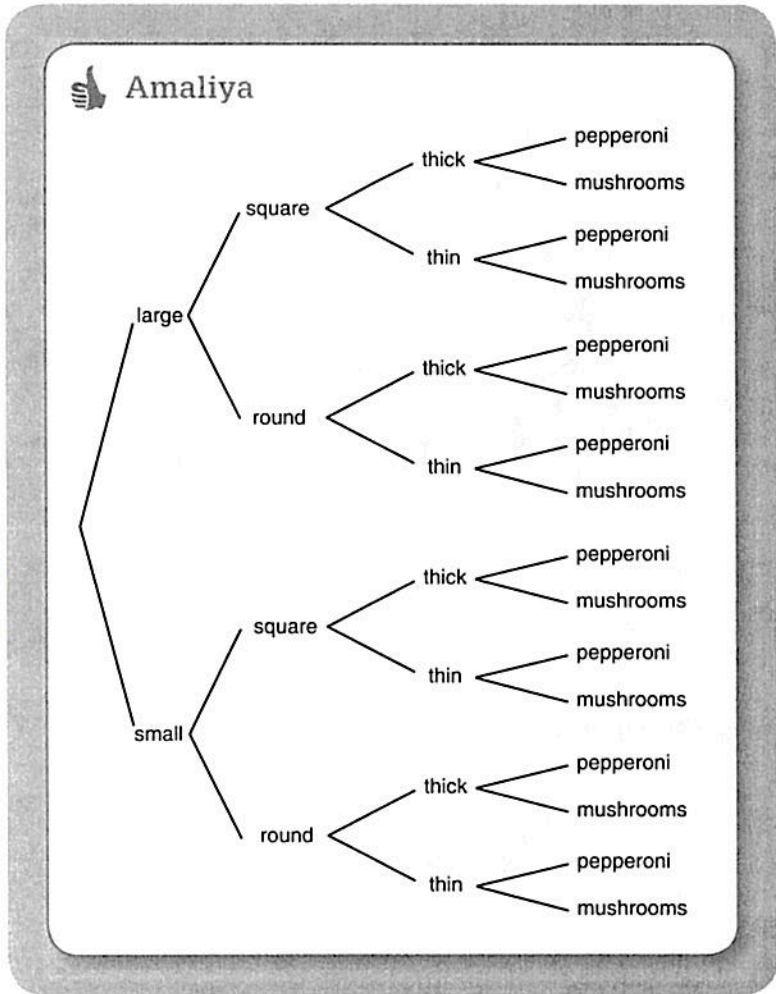 Amaliya
pepperoni
thick
mushrooms
square
pepperoni
thin
mushrooms
large
pepperoni
thick
mushrooms
round
pepperoni
thin
mushrooms
pepperoni
thick
mushrooms
square
pepperoni
thin
mushrooms
small
pepperoni
thick
mushrooms
round
pepperoni
thin
mushrooms